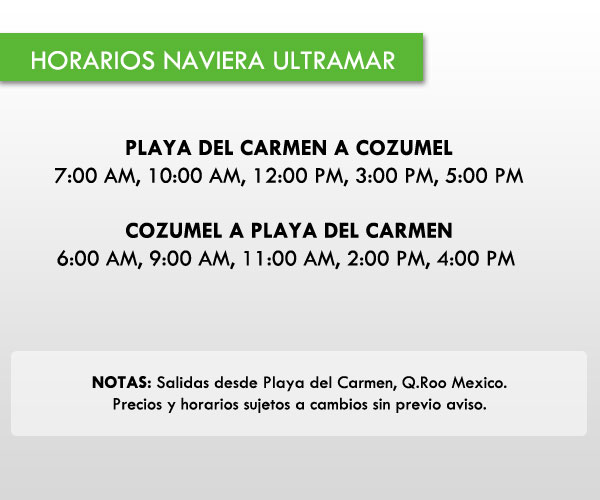 HORARIOS NAVIERA ULTRAMAR
PLAYA DEL CARMEN A COZUMEL
7:00 AM, 10:00 AM, 12:00 PM, 3:00 PM, 5:00 PM
COZUMEL A PLAYA DEL CARMEN
6:00 AM, 9:00 AM, 11:00 AM, 2:00 PM, 4:00 PM
NOTAS: Salidas desde Playa del Carmen, Q.Roo Mexico.
Precios y horarios sujetos a cambios sin previo aviso.